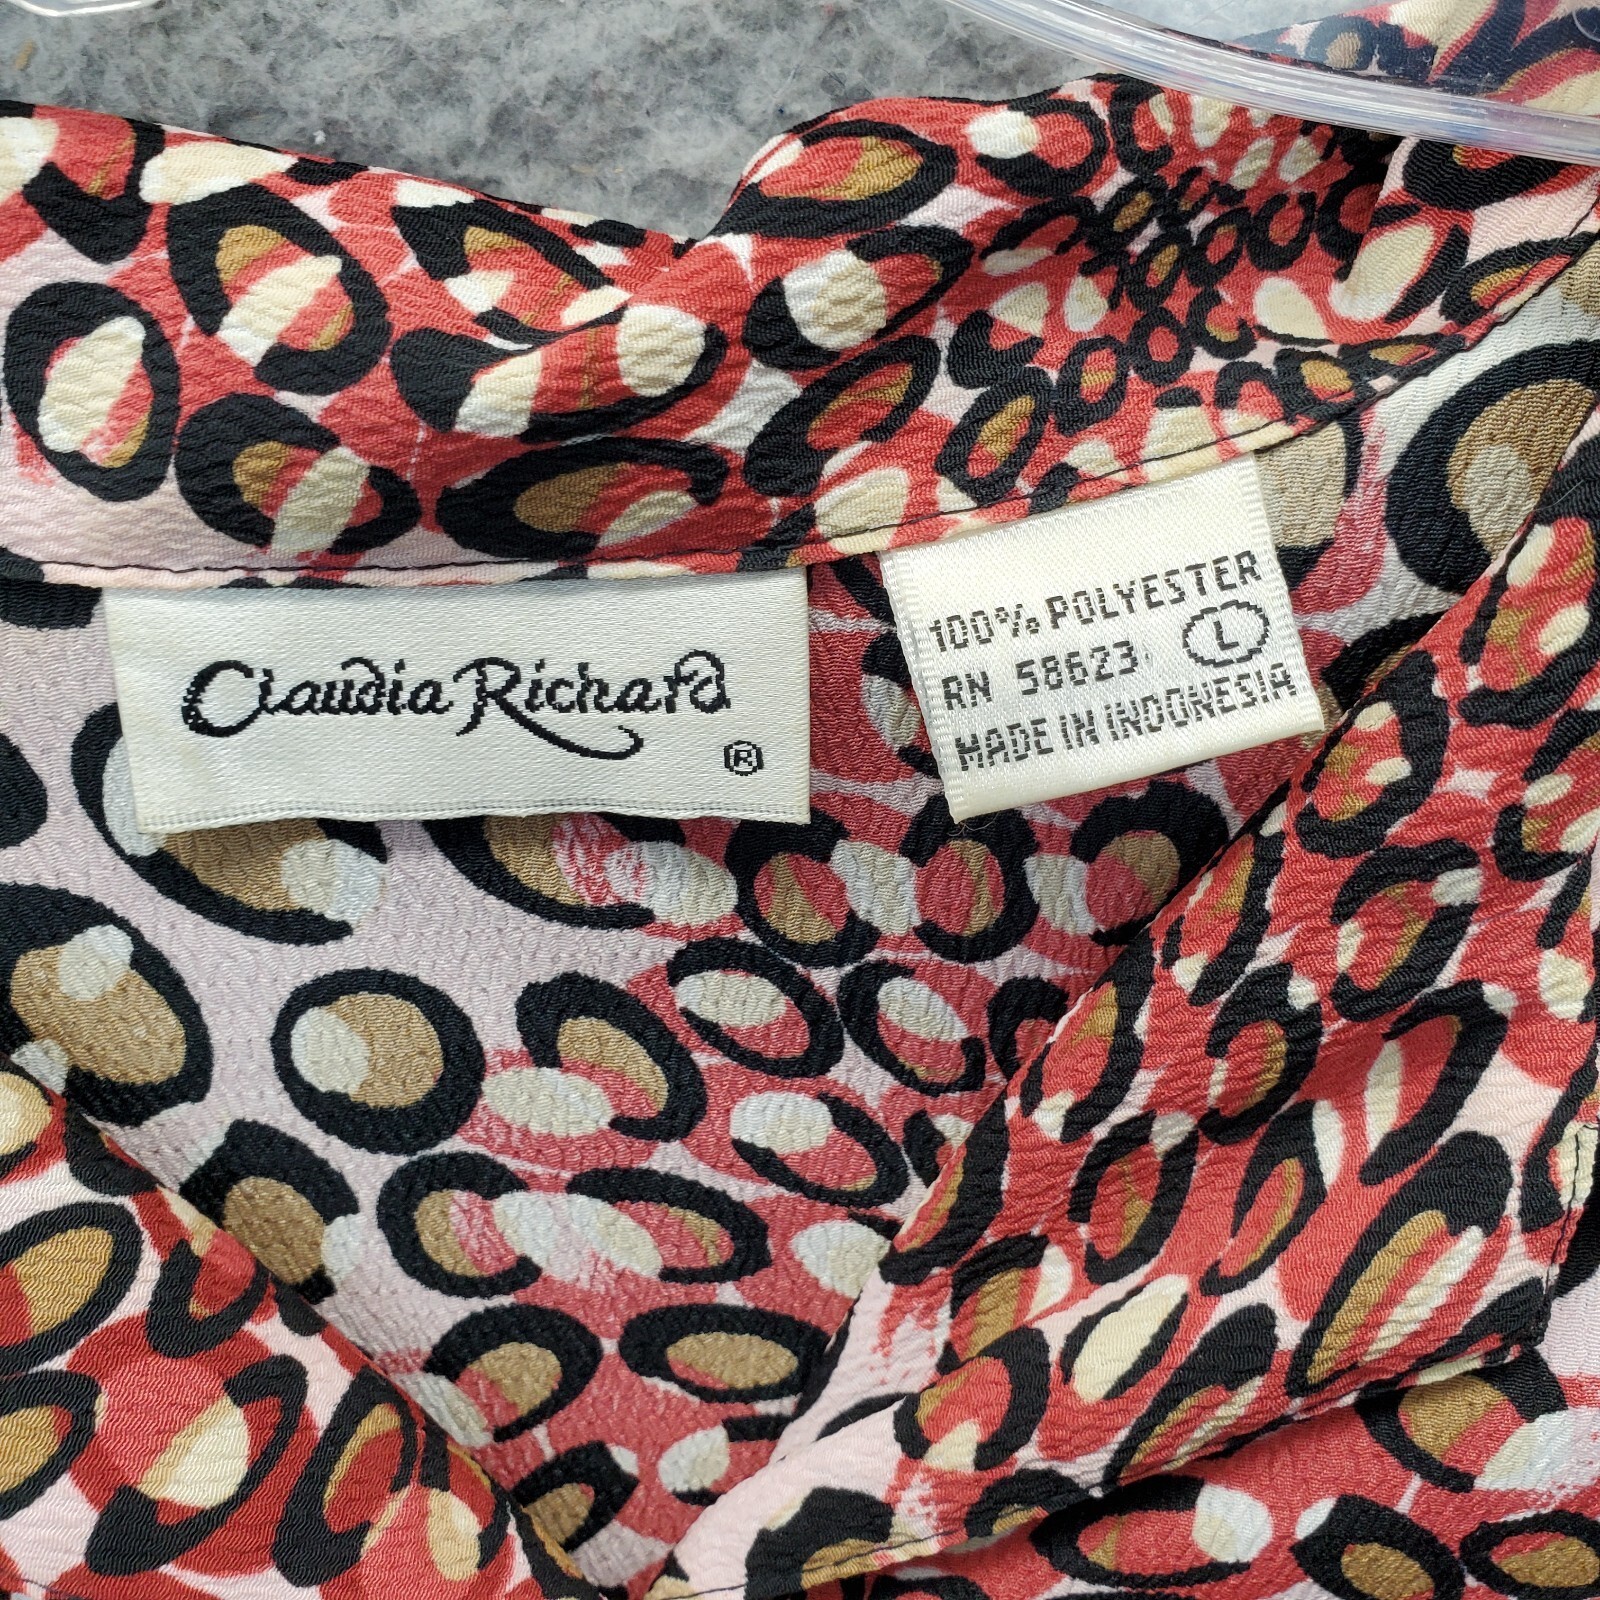 Claudia Richard
®
100% POLYESTER
RN 58623 L
MADE IN INDONESIA